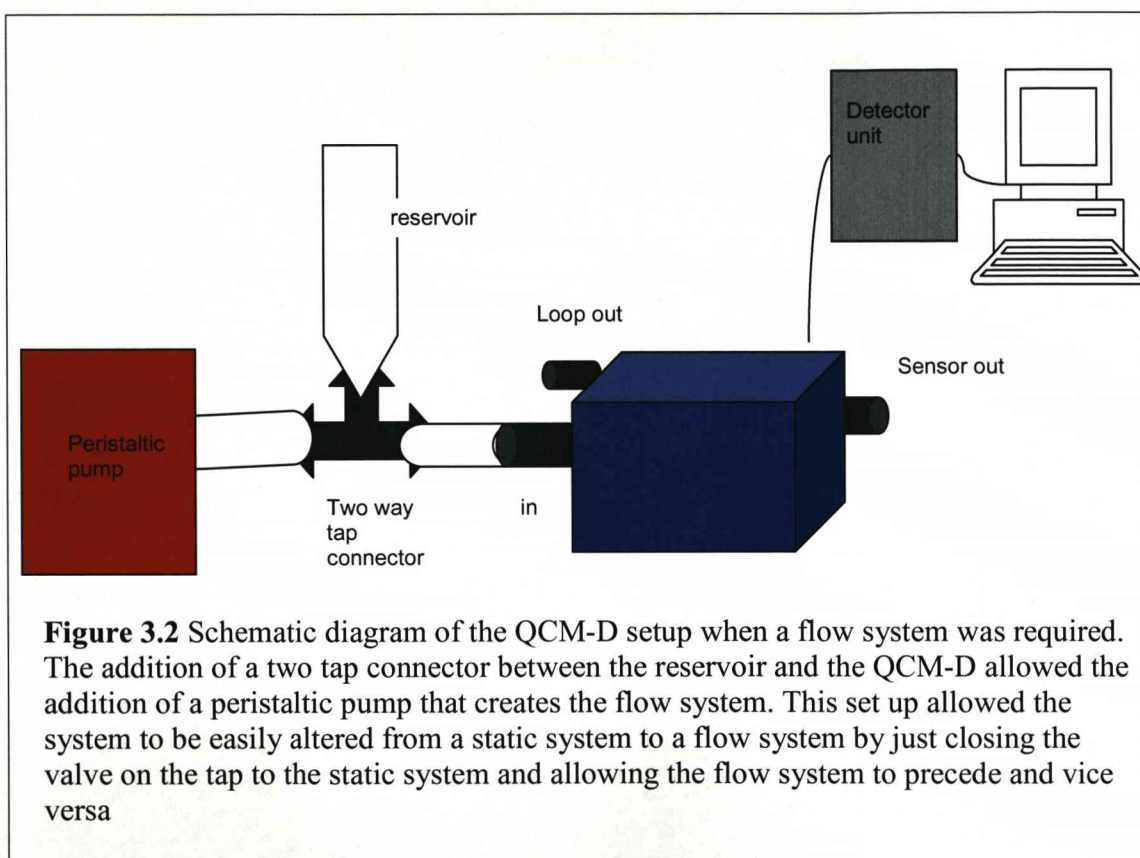 Detector
unit
reservoir
Loop out
Sensor out
Peristaltic
pump
Two way
tap
connector
in
Figure 3.2 Schematic diagram of the QCM-D setup when a flow system was required.
The addition of a two tap connector between the reservoir and the QCM-D allowed the
addition of a peristaltic pump that creates the flow system. This set up allowed the
system to be easily altered from a static system to a flow system by just closing the
valve on the tap to the static system and allowing the flow system to precede and vice
versa